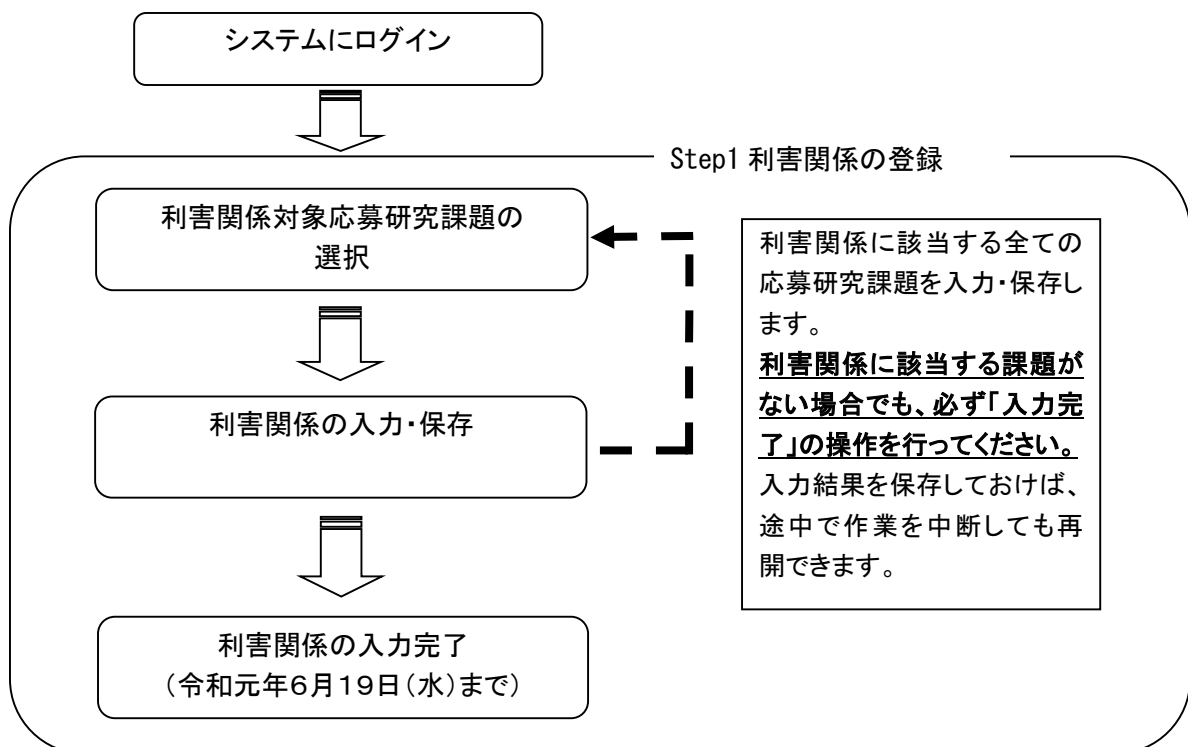 システムにログイン
Step1 利害関係の登録
利害関係対象応募研究課題の
選択
利害関係の入力・保存
利害関係の入力完了
（令和元年６月１９日（水）まで）
利害関係に該当する全ての
応募研究課題を入力・保存し
ます。
利害関係に該当する課題が
ない場合でも、必ず「入力完
了」の操作を行ってください。
入力結果を保存しておけば、
途中で作業を中断しても再
開できます。